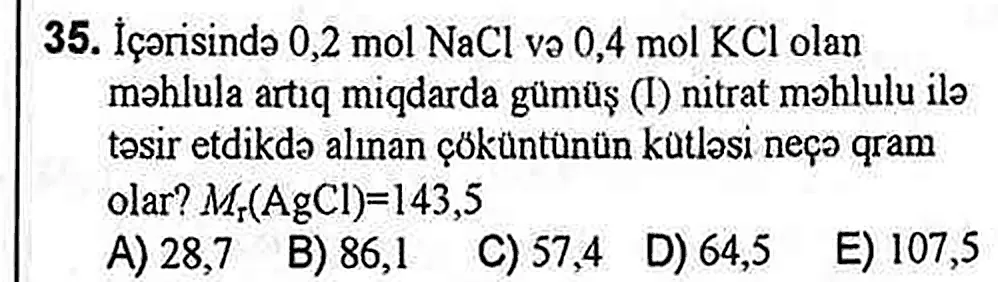 35. İçərisində 0,2 mol NaCl və 0,4 mol KCl olan
məhlula artıq miqdarda gümüş (I) nitrat məhlulu ilə
təsir etdikdə alınan çöküntünün kütləsi neçə qram
olar? Mᵣ(AgCl)=143,5
A) 28,7 B) 86,1 C) 57,4 D) 64,5 E) 107,5